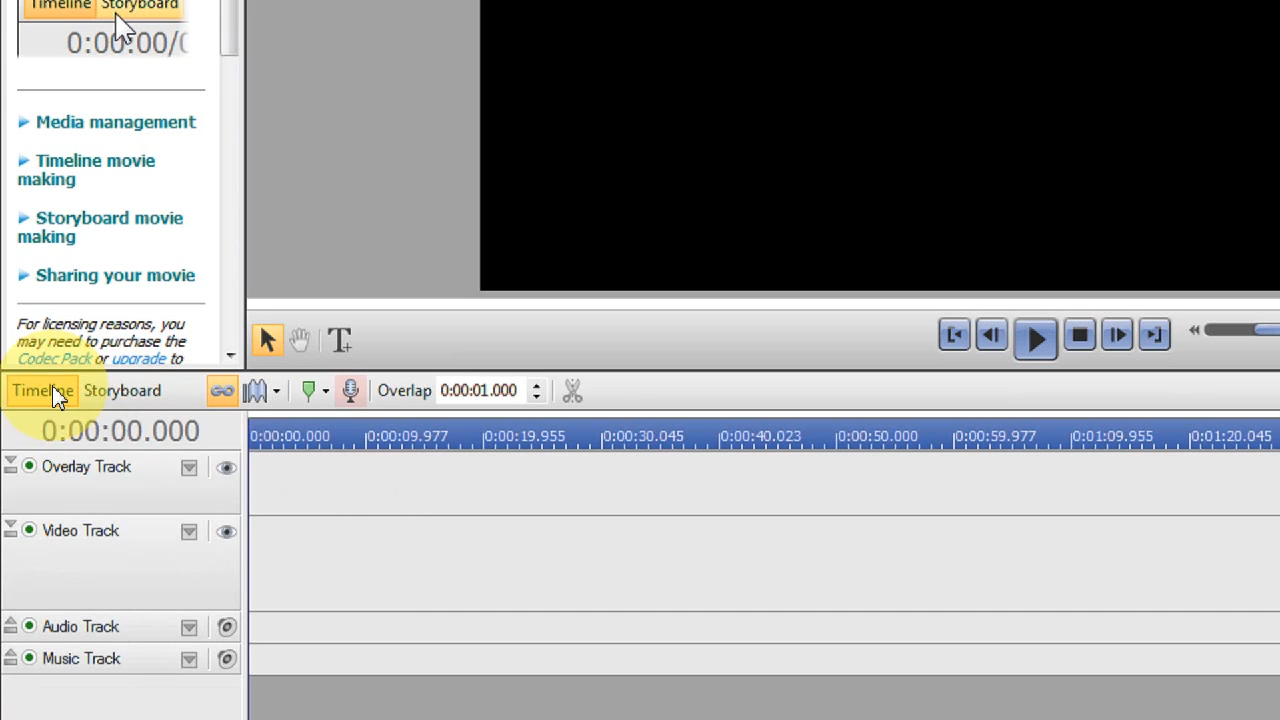 Timeline Storyboard
0:00:00/0
Media management
Timeline movie
making
Storyboard movie
making
Sharing your movie
For licensing reasons, you
may need to purchase the
Codec Pack or upgrade to
T
Timeline Storyboard Overlap 0:00:01.000
0:00:00.000
0:00:00.000 0:00:09.977 0:00:19.955 0:00:30.045 0:00:40.023 0:00:50.000 0:00:59.977 0:01:09.955 0:01:20.045
Overlay Track
Video Track
Audio Track
Music Track